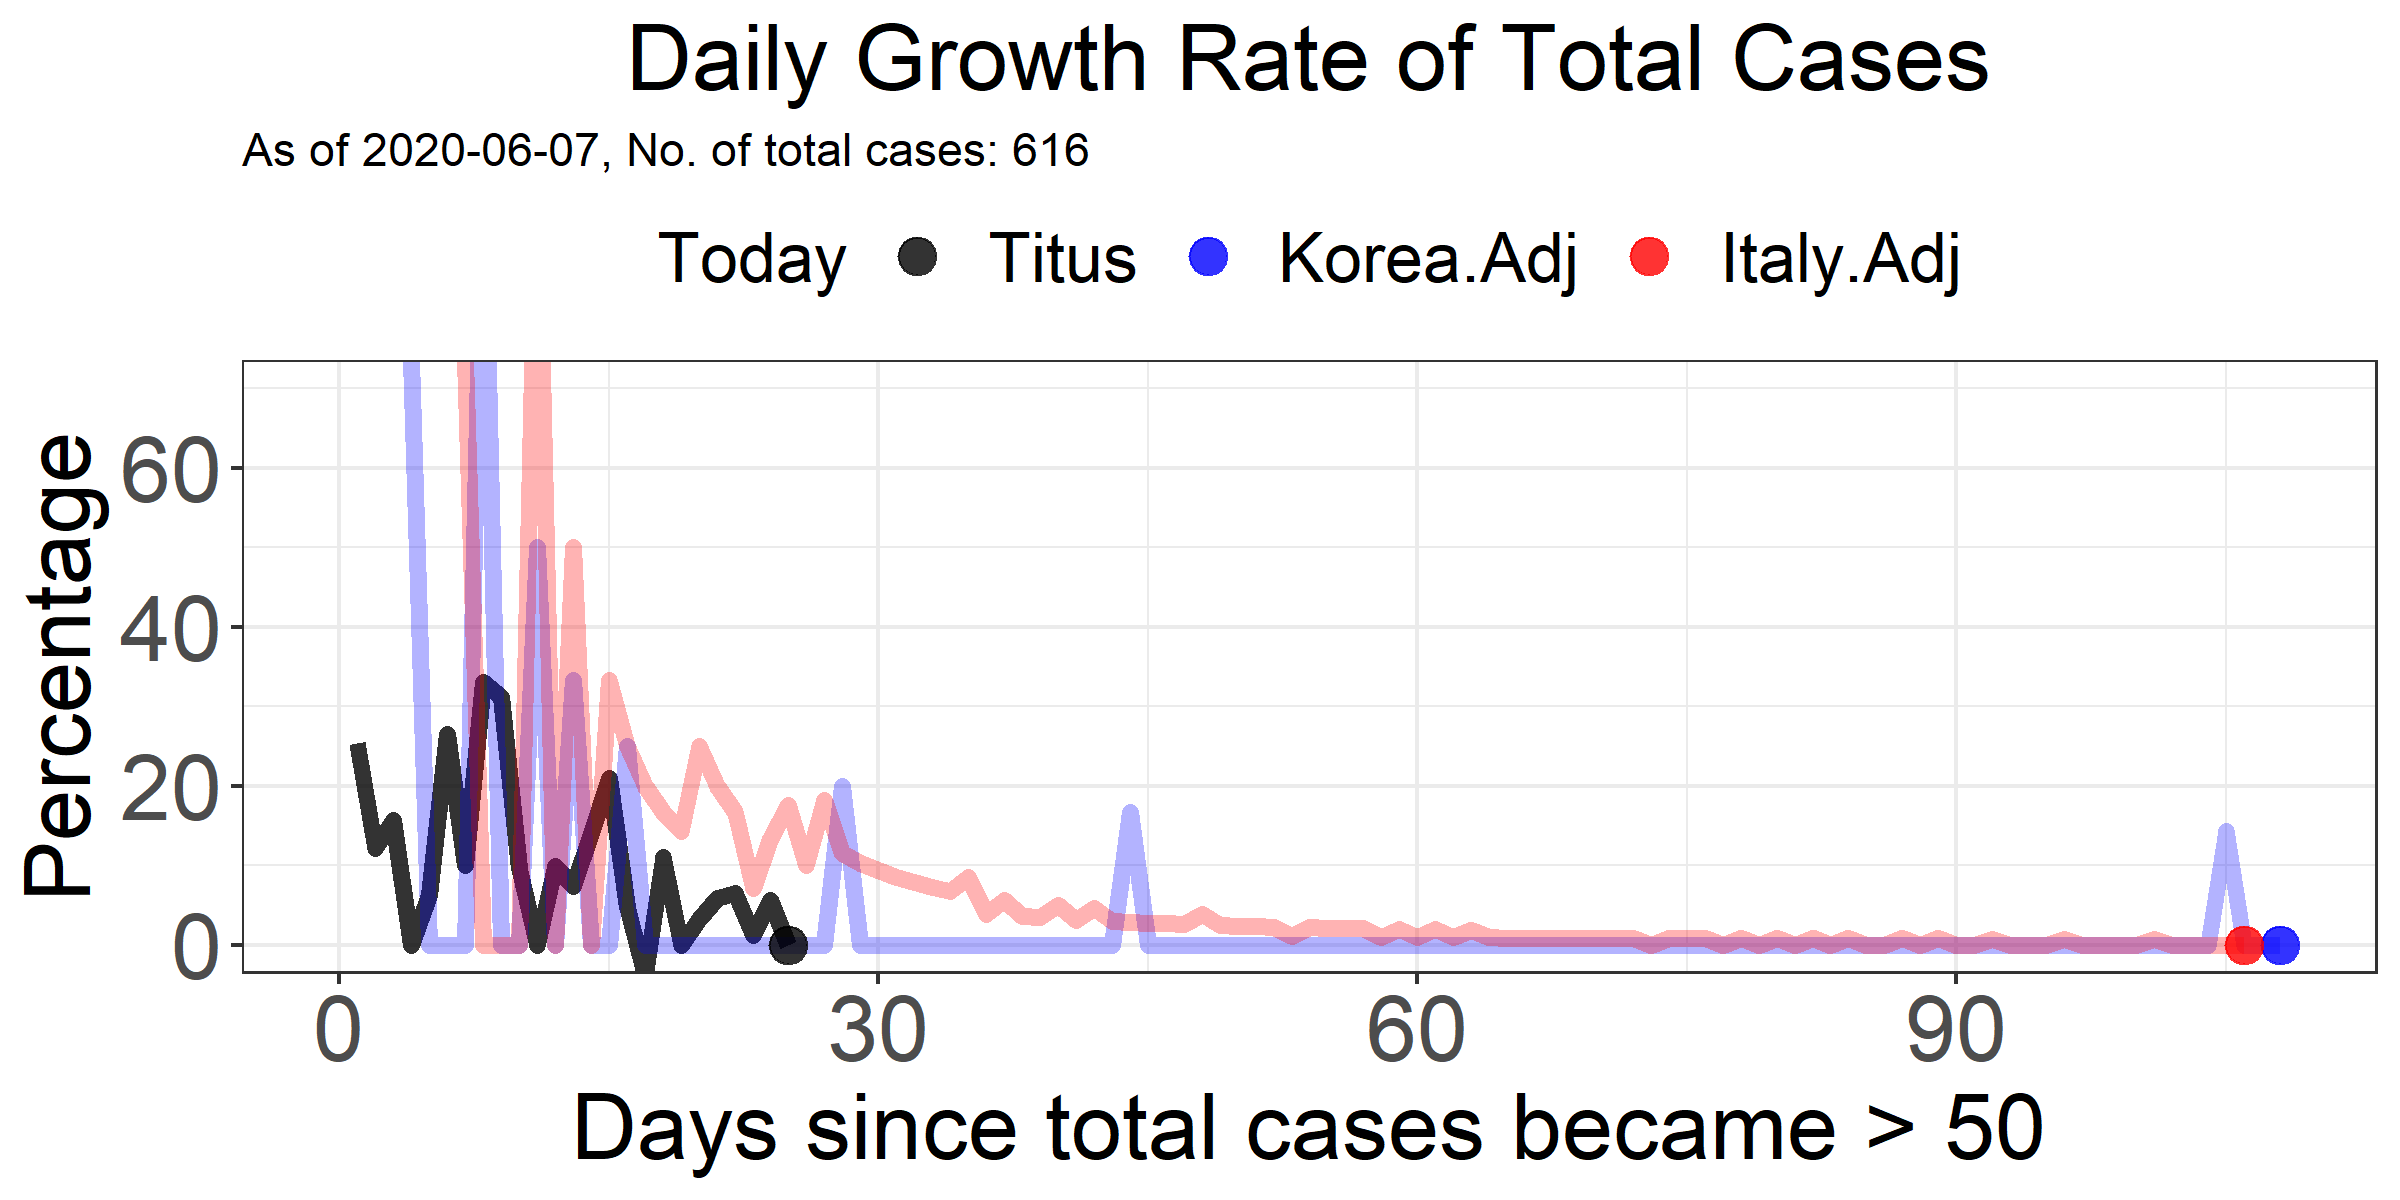 Daily Growth Rate of Total Cases
As of 2020-06-07, No. of total cases: 616
Today Titus Korea.Adj Italy.Adj
Percentage
60
40
20
0
0 30 60 90
Days since total cases became > 50